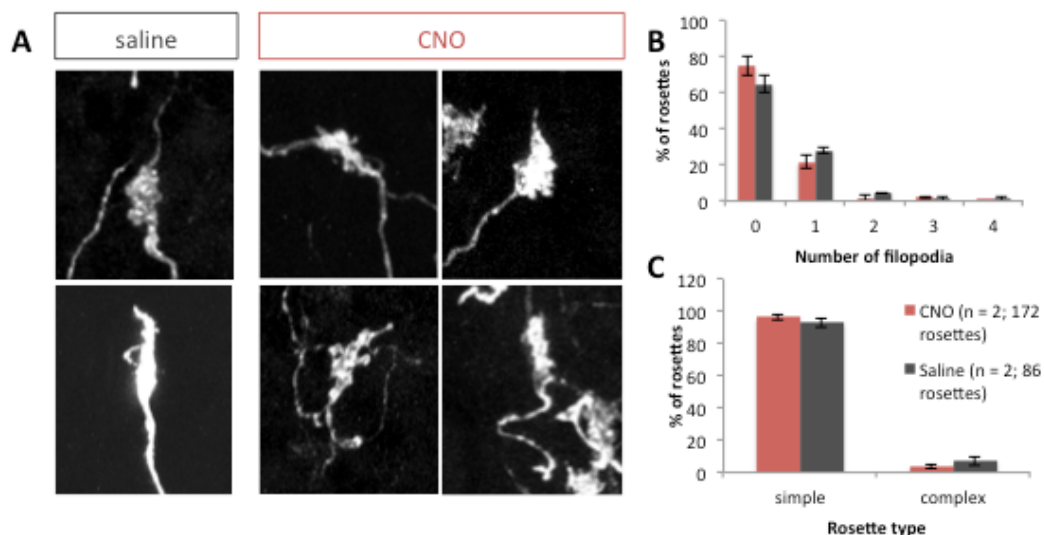 A
saline
CNO
B
100
80
60
40
20
0
% of rosettes
0 1 2 3 4
Number of filopodia
C
120
100
80
60
40
20
0
% of rosettes
CNO (n = 2; 172
rosettes)
Saline (n = 2; 86
rosettes)
simple complex
Rosette type